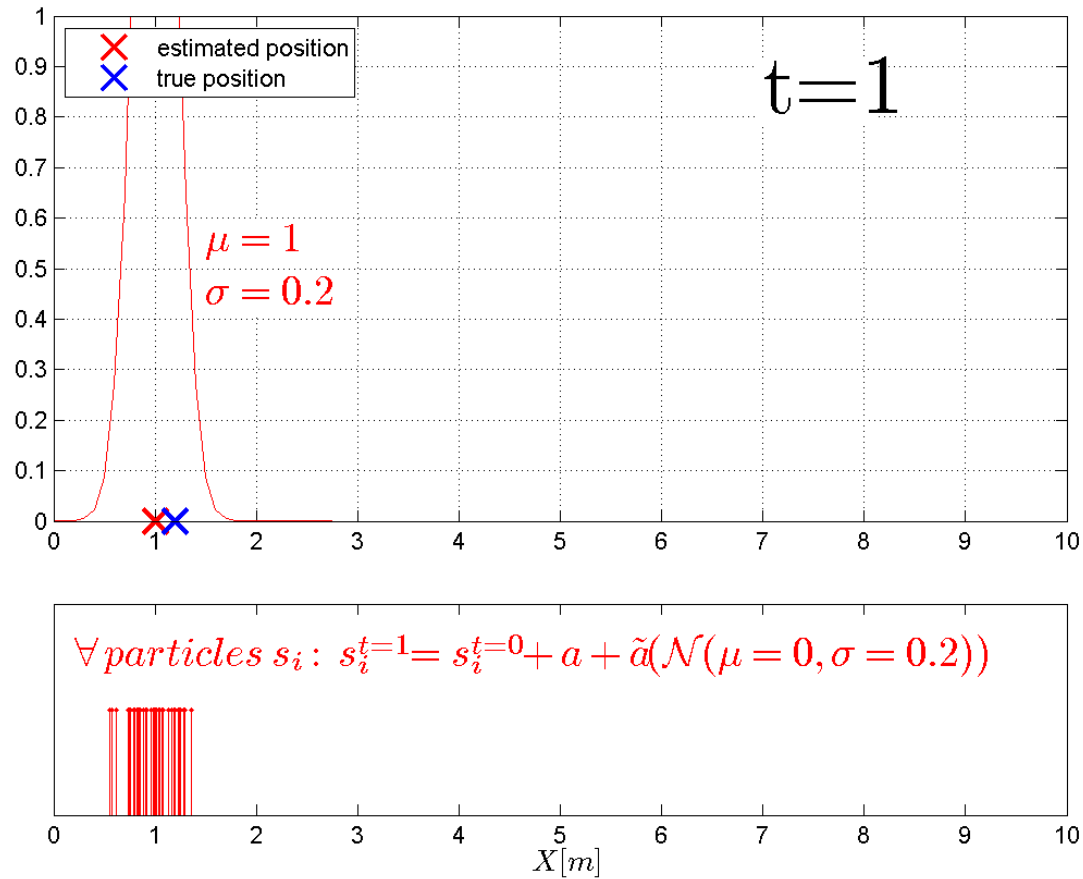 1
0.9
0.8
0.7
0.6
0.5
0.4
0.3
0.2
0.1
0
estimated position
true position
t=1
μ = 1
σ = 0.2
0 1 2 3 4 5 6 7 8 9 10
∀ particles s_i : s_i^{t=1} = s_i^{t=0} + a + ã(𝒩(μ = 0, σ = 0.2))
0 1 2 3 4 5 6 7 8 9 10
X[m]